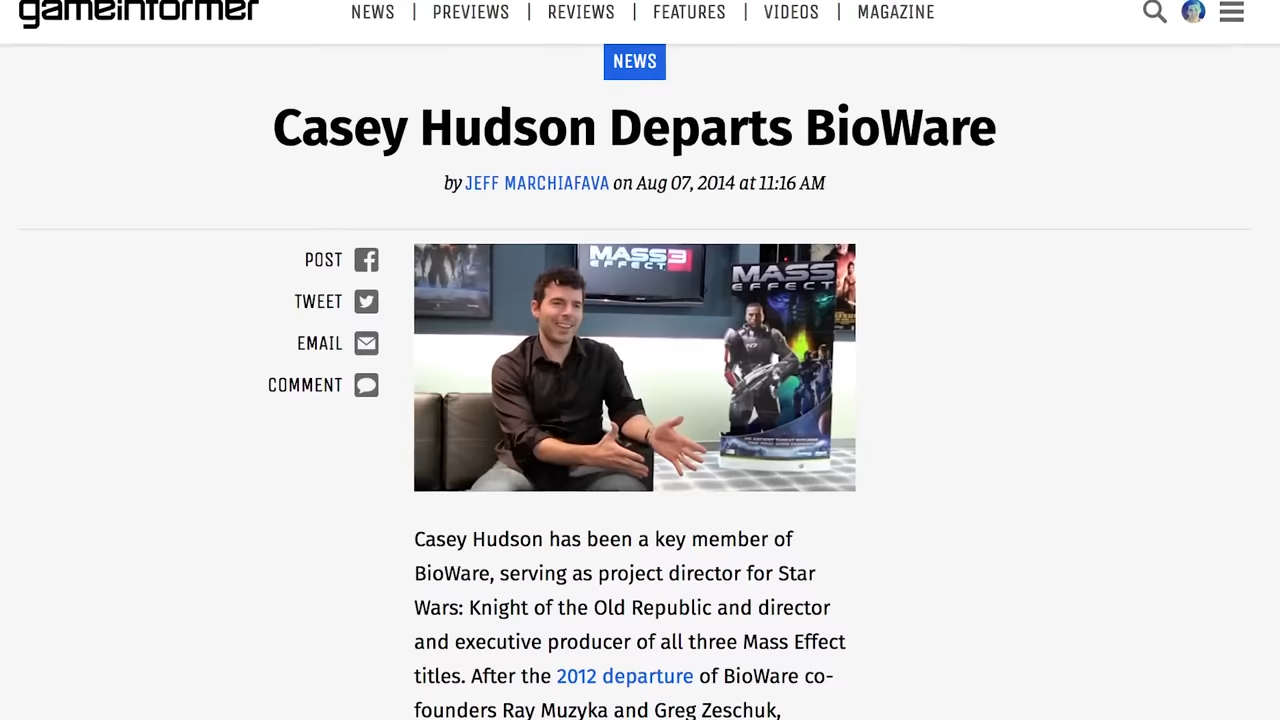 gameinformer
NEWS | PREVIEWS | REVIEWS | FEATURES | VIDEOS | MAGAZINE
NEWS
Casey Hudson Departs BioWare
by JEFF MARCHIAFAVA on Aug 07, 2014 at 11:16 AM
POST
TWEET
EMAIL
COMMENT
MASS 3
EFFECT
MASS
EFFECT
Casey Hudson has been a key member of
BioWare, serving as project director for Star
Wars: Knight of the Old Republic and director
and executive producer of all three Mass Effect
titles. After the 2012 departure of BioWare co-
founders Ray Muzyka and Greg Zeschuk,